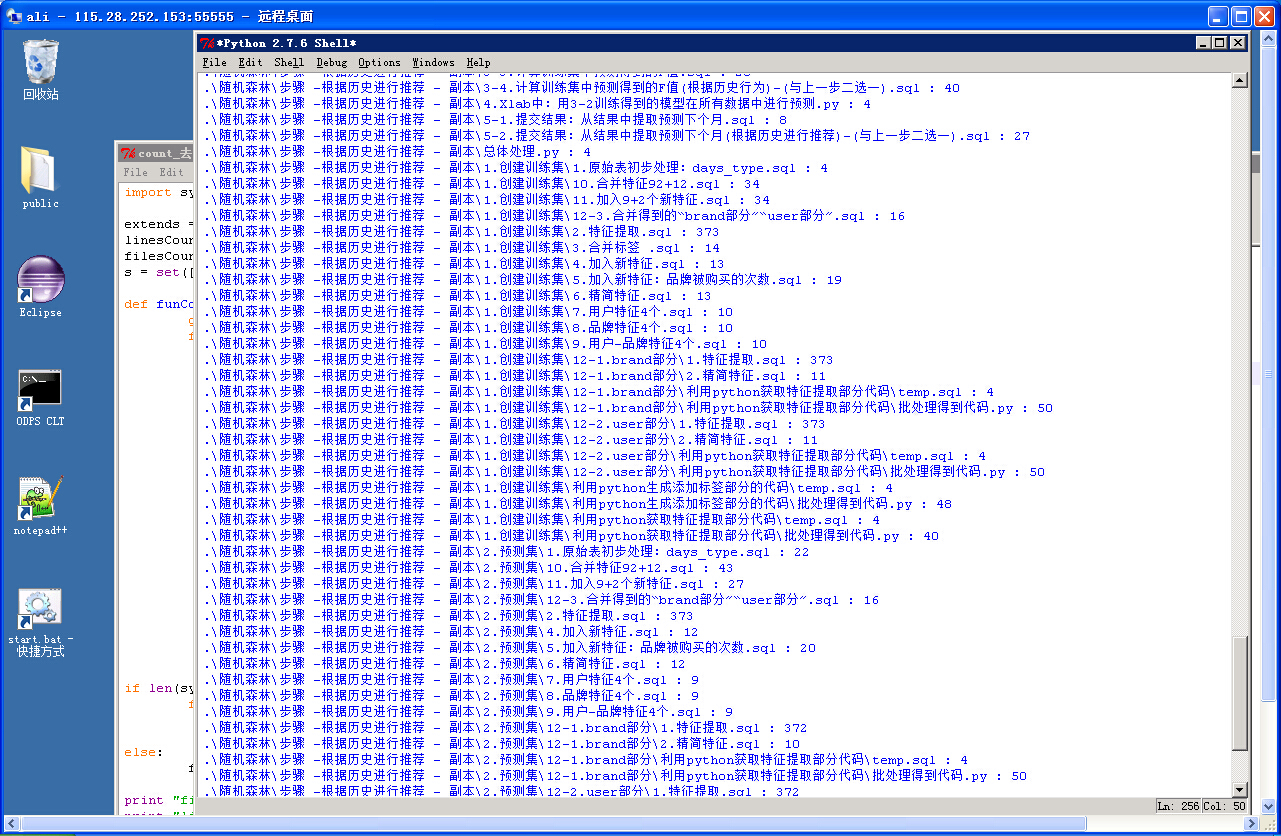 ali - 115.28.252.153:55555 - 远程桌面
回收站
public
Eclipse
ODPS CLT
notepad++
start.bat -
快捷方式
count_去
File Edit
import sy
extends =
linesCour
filesCour
s = set([
def funCo
if len(sy
else:
print "fi
*Python 2.7.6 Shell*
File Edit Shell Debug Options Windows Help
.\随机森林\步骤 -根据历史进行推荐 - 副本\3-4.计算训练集中预测得到的F值(根据历史行为)-(与上一步二选一).sql : 40
.\随机森林\步骤 -根据历史进行推荐 - 副本\4.Xlab中：用3-2训练得到的模型在所有数据中进行预测.py : 4
.\随机森林\步骤 -根据历史进行推荐 - 副本\5-1.提交结果：从结果中提取预测下个月.sql : 8
.\随机森林\步骤 -根据历史进行推荐 - 副本\5-2.提交结果：从结果中提取预测下个月(根据历史进行推荐)-(与上一步二选一).sql : 27
.\随机森林\步骤 -根据历史进行推荐 - 副本\总体处理.py : 4
.\随机森林\步骤 -根据历史进行推荐 - 副本\1.创建训练集\1.原始表初步处理：days_type.sql : 4
.\随机森林\步骤 -根据历史进行推荐 - 副本\1.创建训练集\10.合并特征92+12.sql : 34
.\随机森林\步骤 -根据历史进行推荐 - 副本\1.创建训练集\11.加入9+2个新特征.sql : 34
.\随机森林\步骤 -根据历史进行推荐 - 副本\1.创建训练集\12-3.合并得到的“brand部分”“user部分”.sql : 16
.\随机森林\步骤 -根据历史进行推荐 - 副本\1.创建训练集\2.特征提取.sql : 373
.\随机森林\步骤 -根据历史进行推荐 - 副本\1.创建训练集\3.合并标签 .sql : 14
.\随机森林\步骤 -根据历史进行推荐 - 副本\1.创建训练集\4.加入新特征.sql : 13
.\随机森林\步骤 -根据历史进行推荐 - 副本\1.创建训练集\5.加入新特征：品牌被购买的次数.sql : 19
.\随机森林\步骤 -根据历史进行推荐 - 副本\1.创建训练集\6.精简特征.sql : 13
.\随机森林\步骤 -根据历史进行推荐 - 副本\1.创建训练集\7.用户特征4个.sql : 10
.\随机森林\步骤 -根据历史进行推荐 - 副本\1.创建训练集\8.品牌特征4个.sql : 10
.\随机森林\步骤 -根据历史进行推荐 - 副本\1.创建训练集\9.用户-品牌特征4个.sql : 10
.\随机森林\步骤 -根据历史进行推荐 - 副本\1.创建训练集\12-1.brand部分\1.特征提取.sql : 373
.\随机森林\步骤 -根据历史进行推荐 - 副本\1.创建训练集\12-1.brand部分\2.精简特征.sql : 11
.\随机森林\步骤 -根据历史进行推荐 - 副本\1.创建训练集\12-1.brand部分\利用python获取特征提取部分代码\temp.sql : 4
.\随机森林\步骤 -根据历史进行推荐 - 副本\1.创建训练集\12-1.brand部分\利用python获取特征提取部分代码\批处理得到代码.py : 50
.\随机森林\步骤 -根据历史进行推荐 - 副本\1.创建训练集\12-2.user部分\1.特征提取.sql : 373
.\随机森林\步骤 -根据历史进行推荐 - 副本\1.创建训练集\12-2.user部分\2.精简特征.sql : 11
.\随机森林\步骤 -根据历史进行推荐 - 副本\1.创建训练集\12-2.user部分\利用python获取特征提取部分代码\temp.sql : 4
.\随机森林\步骤 -根据历史进行推荐 - 副本\1.创建训练集\12-2.user部分\利用python获取特征提取部分代码\批处理得到代码.py : 50
.\随机森林\步骤 -根据历史进行推荐 - 副本\1.创建训练集\利用python生成添加标签部分的代码\temp.sql : 4
.\随机森林\步骤 -根据历史进行推荐 - 副本\1.创建训练集\利用python生成添加标签部分的代码\批处理得到代码.py : 48
.\随机森林\步骤 -根据历史进行推荐 - 副本\1.创建训练集\利用python获取特征提取部分代码\temp.sql : 4
.\随机森林\步骤 -根据历史进行推荐 - 副本\1.创建训练集\利用python获取特征提取部分代码\批处理得到代码.py : 40
.\随机森林\步骤 -根据历史进行推荐 - 副本\2.预测集\1.原始表初步处理：days_type.sql : 22
.\随机森林\步骤 -根据历史进行推荐 - 副本\2.预测集\10.合并特征92+12.sql : 43
.\随机森林\步骤 -根据历史进行推荐 - 副本\2.预测集\11.加入9+2个新特征.sql : 27
.\随机森林\步骤 -根据历史进行推荐 - 副本\2.预测集\12-3.合并得到的“brand部分”“user部分”.sql : 16
.\随机森林\步骤 -根据历史进行推荐 - 副本\2.预测集\2.特征提取.sql : 373
.\随机森林\步骤 -根据历史进行推荐 - 副本\2.预测集\4.加入新特征.sql : 12
.\随机森林\步骤 -根据历史进行推荐 - 副本\2.预测集\5.加入新特征：品牌被购买的次数.sql : 20
.\随机森林\步骤 -根据历史进行推荐 - 副本\2.预测集\6.精简特征.sql : 12
.\随机森林\步骤 -根据历史进行推荐 - 副本\2.预测集\7.用户特征4个.sql : 9
.\随机森林\步骤 -根据历史进行推荐 - 副本\2.预测集\8.品牌特征4个.sql : 9
.\随机森林\步骤 -根据历史进行推荐 - 副本\2.预测集\9.用户-品牌特征4个.sql : 9
.\随机森林\步骤 -根据历史进行推荐 - 副本\2.预测集\12-1.brand部分\1.特征提取.sql : 372
.\随机森林\步骤 -根据历史进行推荐 - 副本\2.预测集\12-1.brand部分\2.精简特征.sql : 10
.\随机森林\步骤 -根据历史进行推荐 - 副本\2.预测集\12-1.brand部分\利用python获取特征提取部分代码\temp.sql : 4
.\随机森林\步骤 -根据历史进行推荐 - 副本\2.预测集\12-1.brand部分\利用python获取特征提取部分代码\批处理得到代码.py : 50
.\随机森林\步骤 -根据历史进行推荐 - 副本\2.预测集\12-2.user部分\1.特征提取.sql : 372
Ln: 256 Col: 50